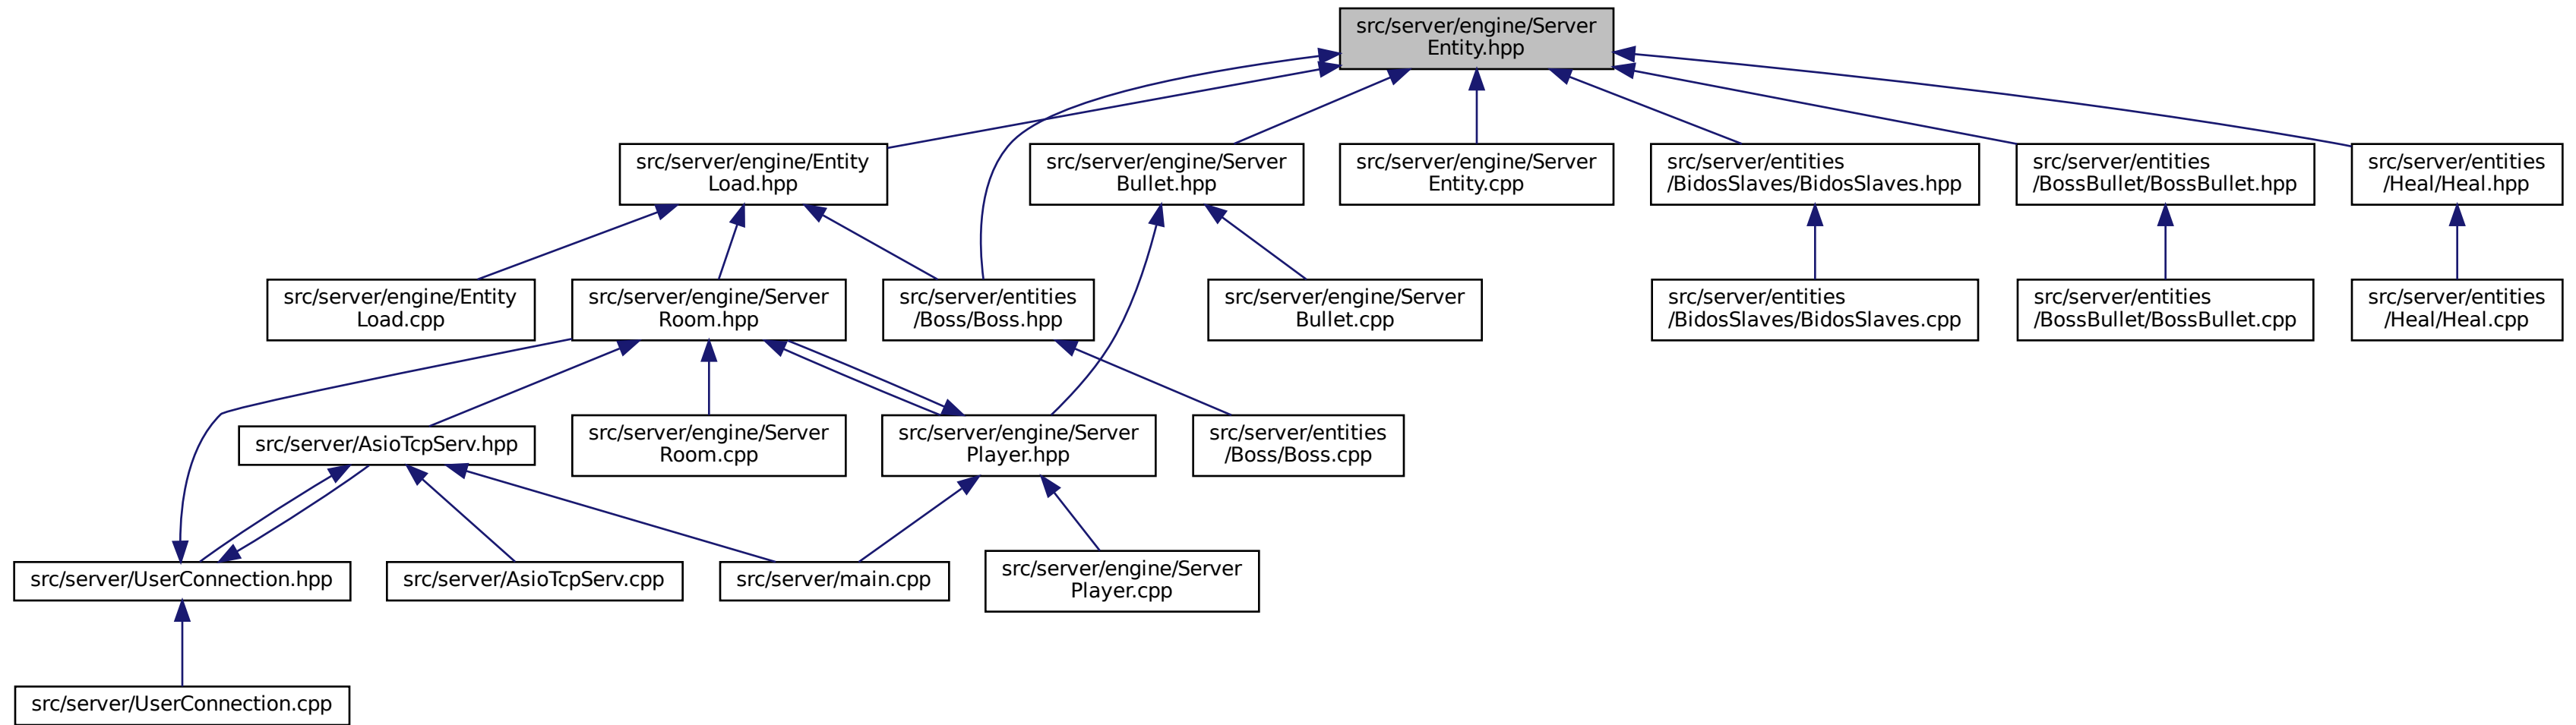 src/server/engine/Server
Entity.hpp
src/server/engine/Entity
Load.hpp
src/server/engine/Server
Bullet.hpp
src/server/engine/Server
Entity.cpp
src/server/entities
/BidosSlaves/BidosSlaves.hpp
src/server/entities
/BossBullet/BossBullet.hpp
src/server/entities
/Heal/Heal.hpp
src/server/engine/Entity
Load.cpp
src/server/engine/Server
Room.hpp
src/server/entities
/Boss/Boss.hpp
src/server/engine/Server
Bullet.cpp
src/server/entities
/BidosSlaves/BidosSlaves.cpp
src/server/entities
/BossBullet/BossBullet.cpp
src/server/entities
/Heal/Heal.cpp
src/server/AsioTcpServ.hpp
src/server/engine/Server
Room.cpp
src/server/engine/Server
Player.hpp
src/server/entities
/Boss/Boss.cpp
src/server/UserConnection.hpp
src/server/AsioTcpServ.cpp
src/server/main.cpp
src/server/engine/Server
Player.cpp
src/server/UserConnection.cpp